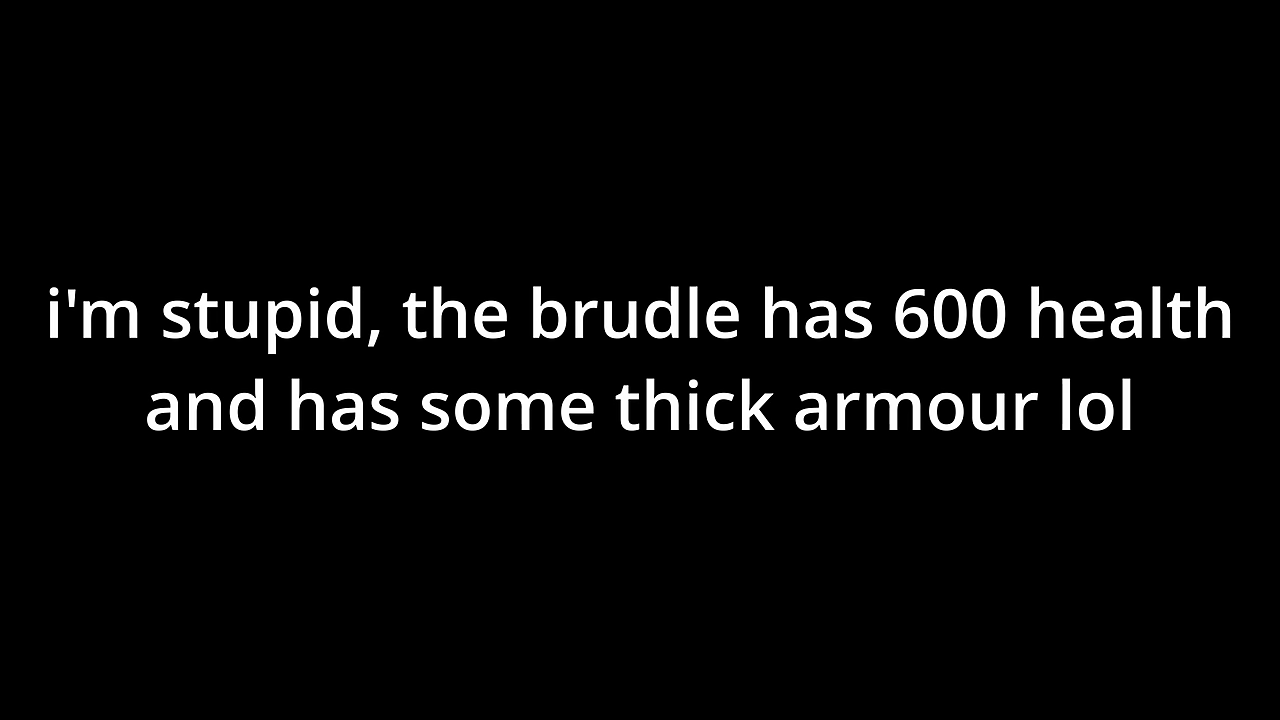 i'm stupid, the brudle has 600 health
and has some thick armour lol